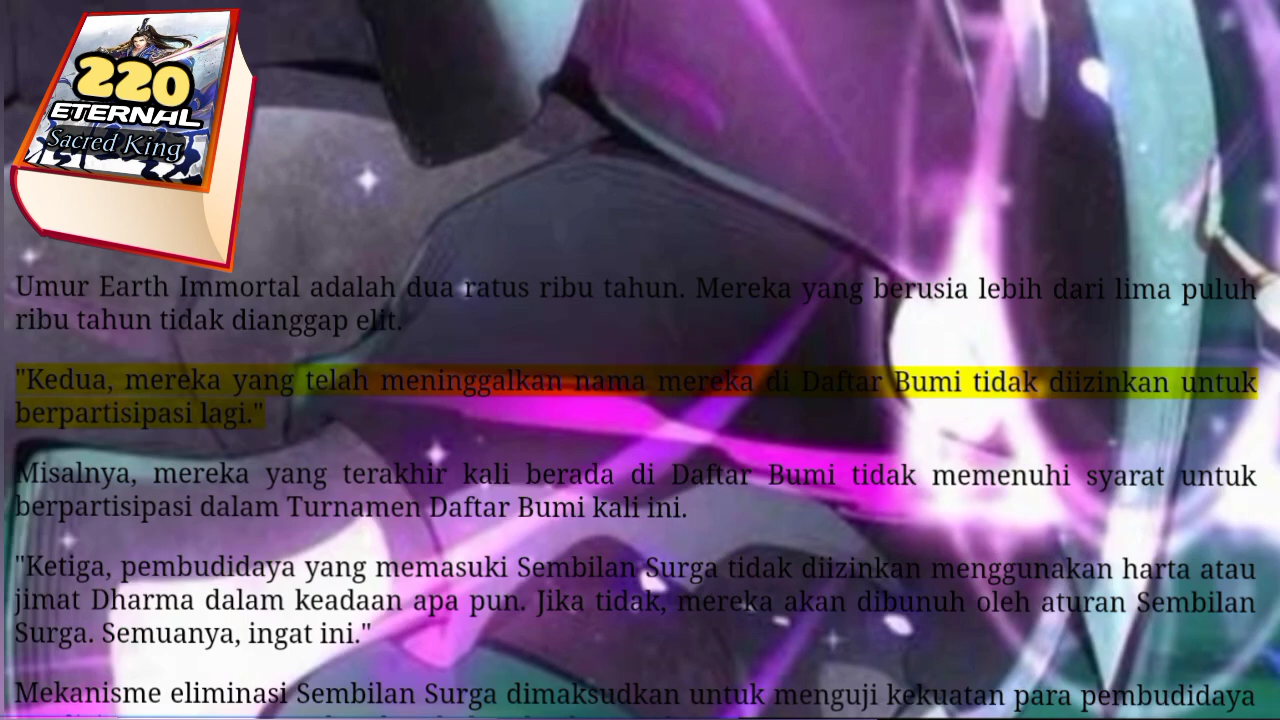 220
ETERNAL
Sacred King
Umur Earth Immortal adalah dua ratus ribu tahun. Mereka yang berusia lebih dari lima puluh
ribu tahun tidak dianggap elit.
"Kedua, mereka yang telah meninggalkan nama mereka di Daftar Bumi tidak diizinkan untuk
berpartisipasi lagi."
Misalnya, mereka yang terakhir kali berada di Daftar Bumi tidak memenuhi syarat untuk
berpartisipasi dalam Turnamen Daftar Bumi kali ini.
"Ketiga, pembudidaya yang memasuki Sembilan Surga tidak diizinkan menggunakan harta atau
jimat Dharma dalam keadaan apa pun. Jika tidak, mereka akan dibunuh oleh aturan Sembilan
Surga. Semuanya, ingat ini."
Mekanisme eliminasi Sembilan Surga dimaksudkan untuk menguji kekuatan para pembudidaya